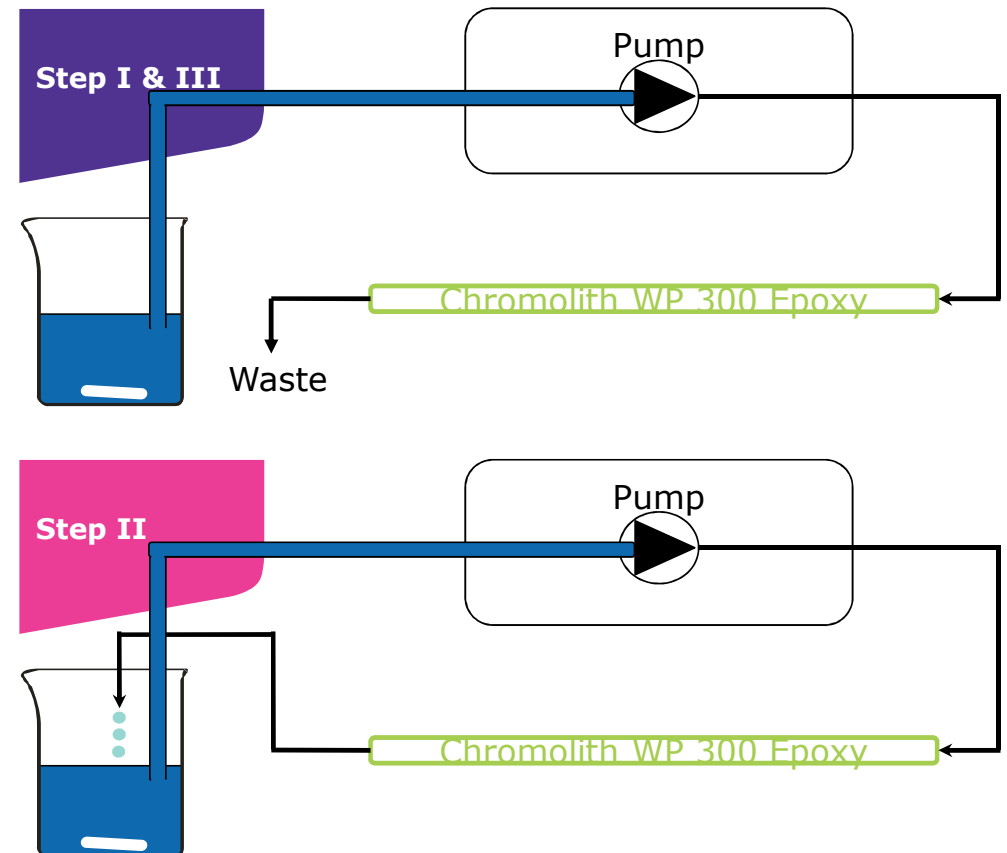 Step I & III
Pump
Chromolith WP 300 Epoxy
Waste
Step II
Pump
Chromolith WP 300 Epoxy